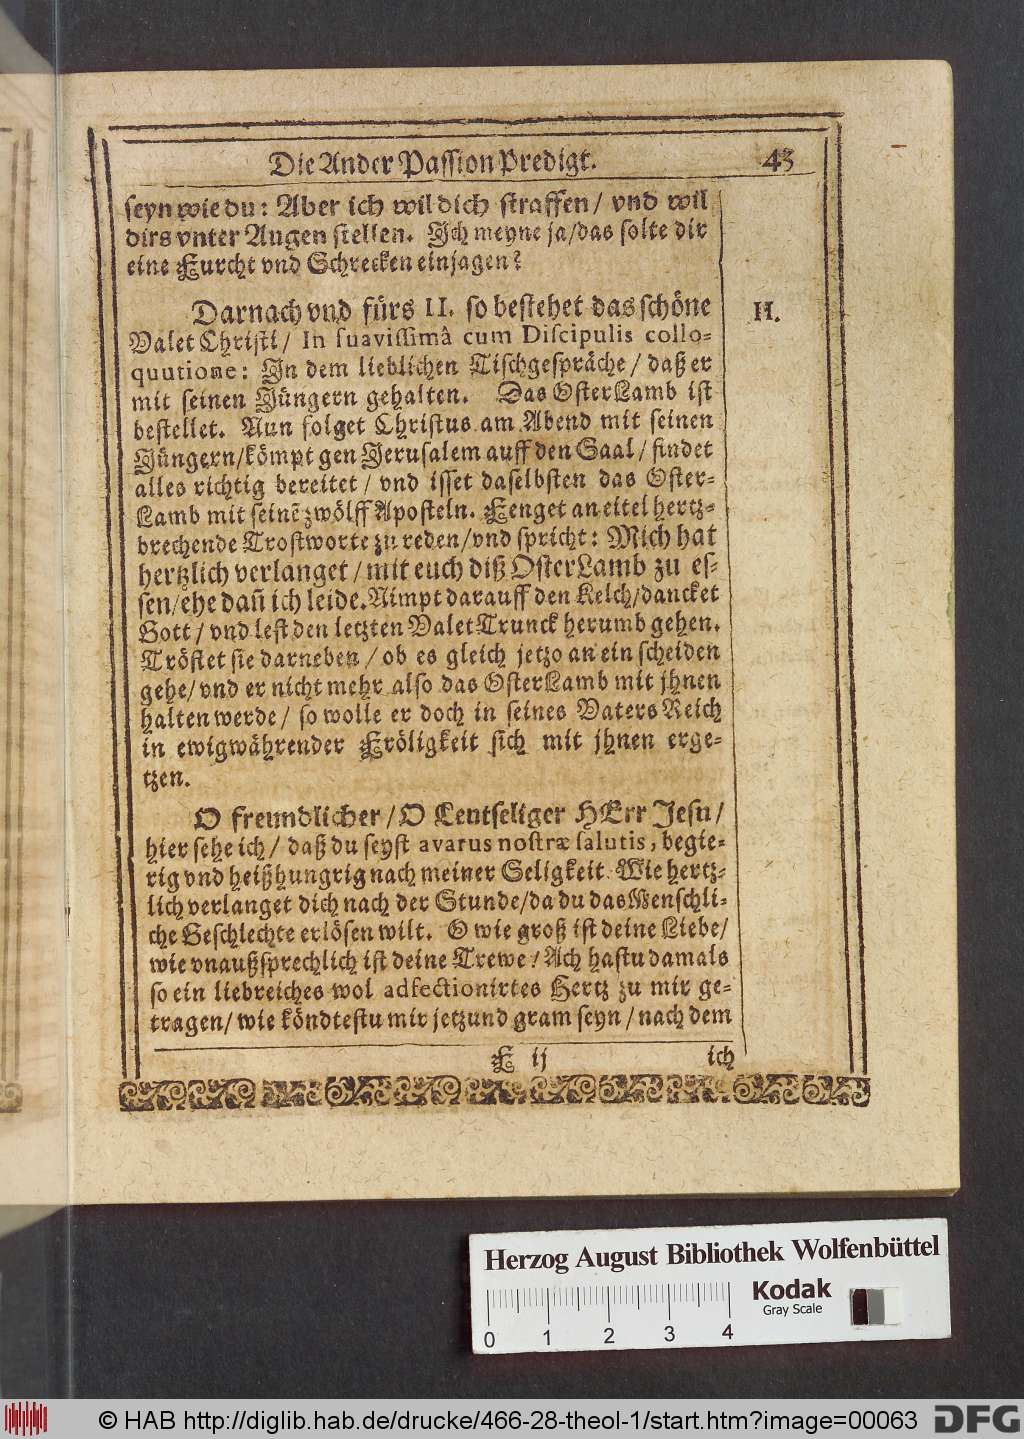 Die Ander Passion Predigt. 43
seyn wie du: Aber ich wil dich straffen / vnd wil
dirs vnter Augen stellen. Jch meyne ja / das solte dir
eine Furcht vnd Schrecken einjagen?
Darnach vnd fürs II. so bestehet das schöne
H.
Valet Christi / In suavissimâ cum Discipulis collo-
quutione: Jn dem lieblichen Tischgespräche / daß er
mit seinen Jüngern gehalten. Das OsterLamb ist
bestellet. Nun folget Christus am Abend mit seinen
Jüngern / kömpt gen Jerusalem auff den Saal / findet
alles richtig bereitet / vnd isset daselbsten das Oster-
Lamb mit seinẽ zwölff Aposteln. Fenget an eitel hertz-
brechende Trostworte zu reden / vnd spricht: Mich hat
hertzlich verlanget / mit euch diß OsterLamb zu es-
sen / ehe dañ ich leide. Nimpt darauff den Kelch / dancket
Gott / vnd lest den letzten ValetTrunck herumb gehen.
Tröstet sie darneben / ob es gleich jetzo an ein scheiden
gehe / vnd er nicht mehr also das OsterLamb mit jhnen
halten werde / so wolle er doch in seines Vaters Reich
in ewigwährender Fröligkeit sich mit jhnen erge-
tzen.
O freundlicher / O Leutseliger HErr Jesu /
hier sehe ich / daß du seyst avarus nostræ salutis, begie-
rig vnd heißhungrig nach meiner Seligkeit. Wie hertz-
lich verlanget dich nach der Stunde / da du das Menschli-
che Geschlechte erlösen wilt. O wie groß ist deine Liebe /
wie vnaußsprechlich ist deine Trewe / Ach hastu damals
so ein liebreiches wol adfectionirtes Hertz zu mir ge-
tragen / wie köndtestu mir jetzund gram seyn / nach dem
F ij ich
Herzog August Bibliothek Wolfenbüttel
Kodak
Gray Scale
0 1 2 3 4
© HAB http://diglib.hab.de/drucke/466-28-theol-1/start.htm?image=00063 DFG